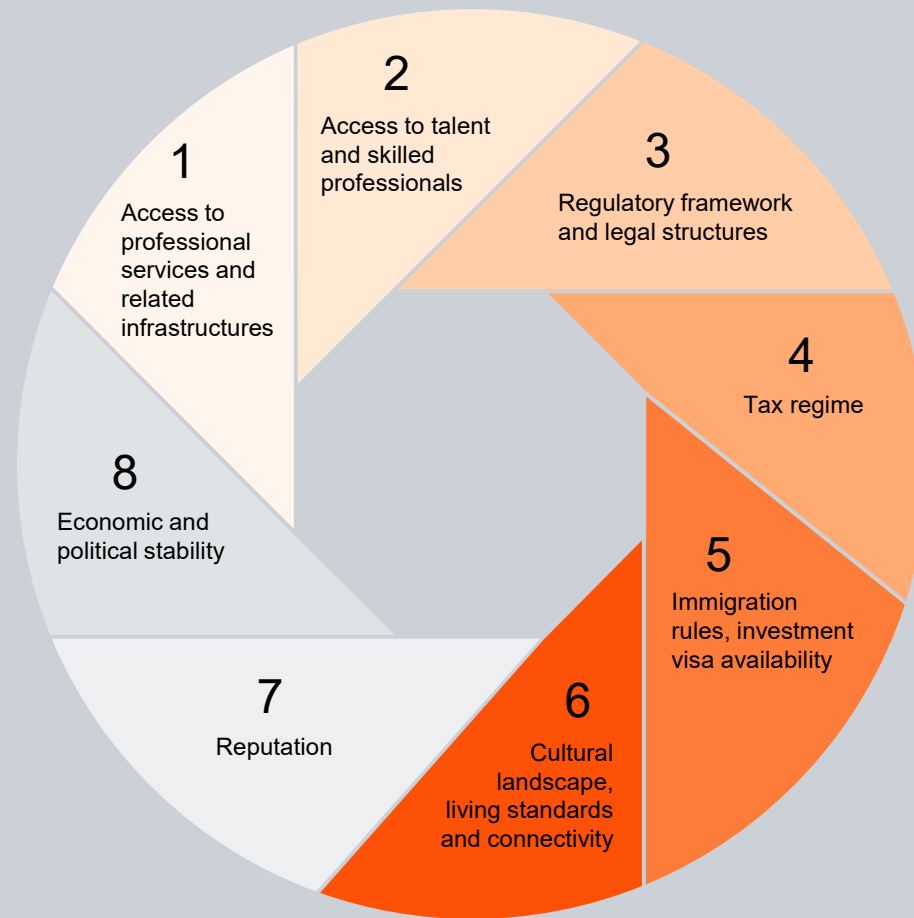 1
Access to
professional
services and
related
infrastructures
2
Access to talent
and skilled
professionals
3
Regulatory framework
and legal structures
4
Tax regime
5
Immigration
rules, investment
visa availability
6
Cultural
landscape,
living standards
and connectivity
7
Reputation
8
Economic and
political stability